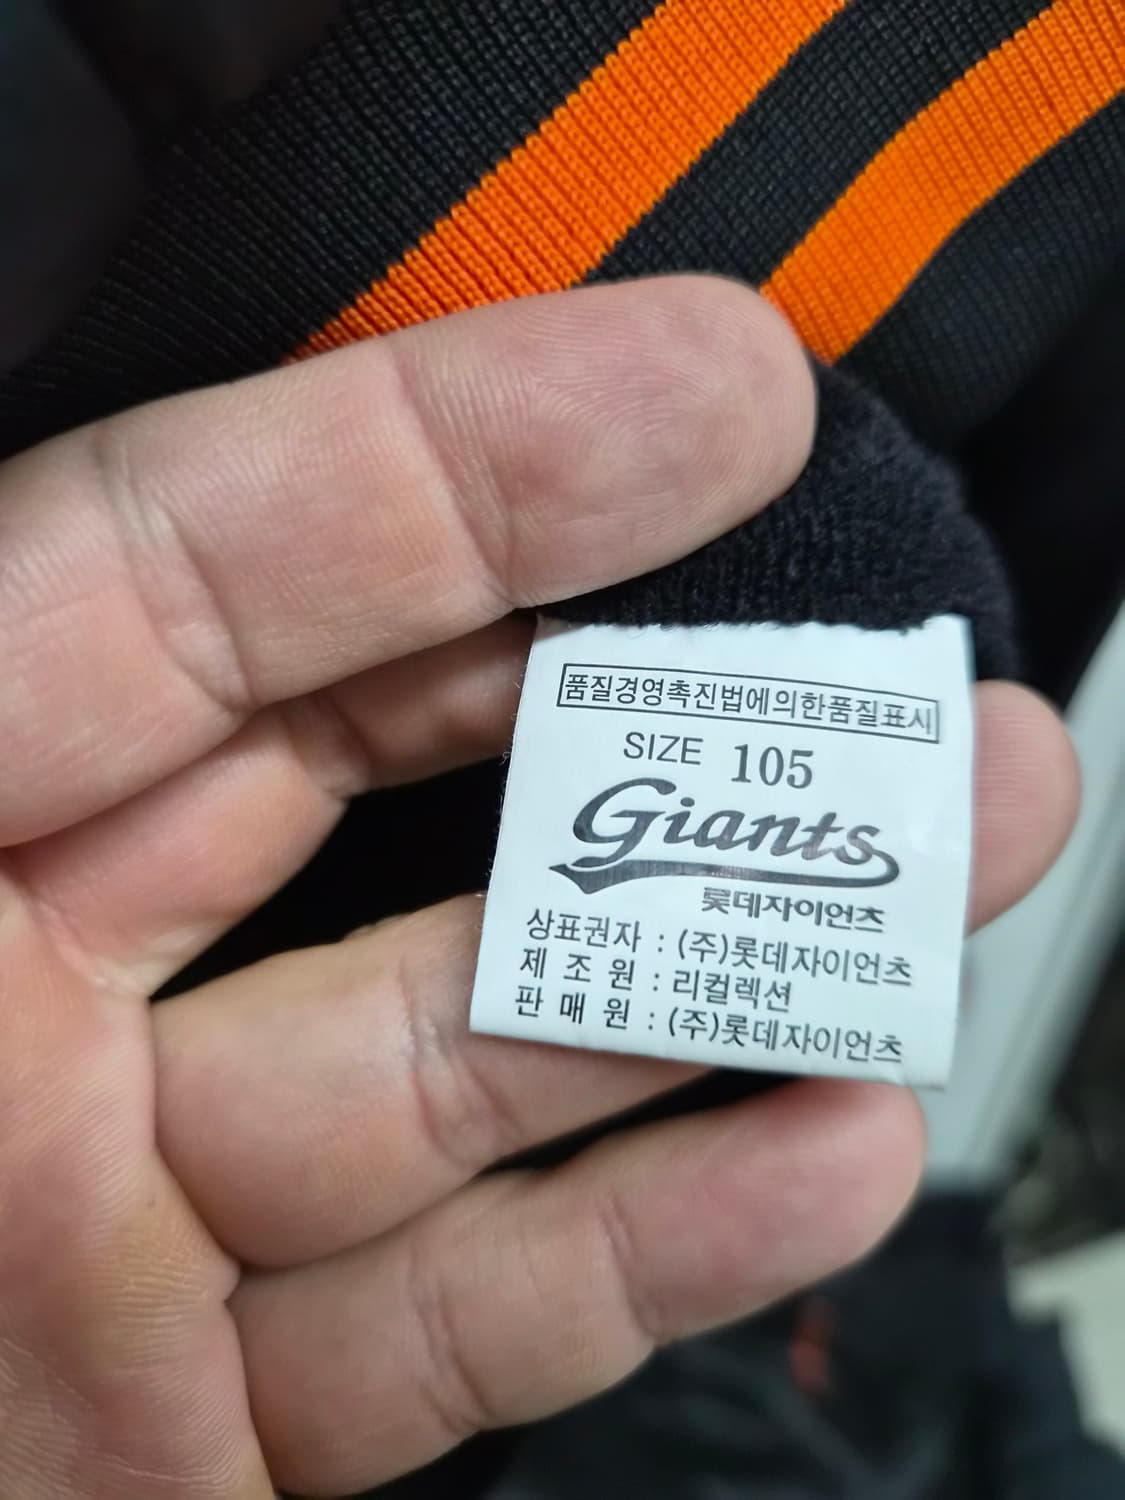 품질경영촉진법에의한품질표시
SIZE 105
Giants
롯데자이언츠
상표권자 : (주)롯데자이언츠
제 조 원 : 리컬렉션
판 매 원 : (주)롯데자이언츠